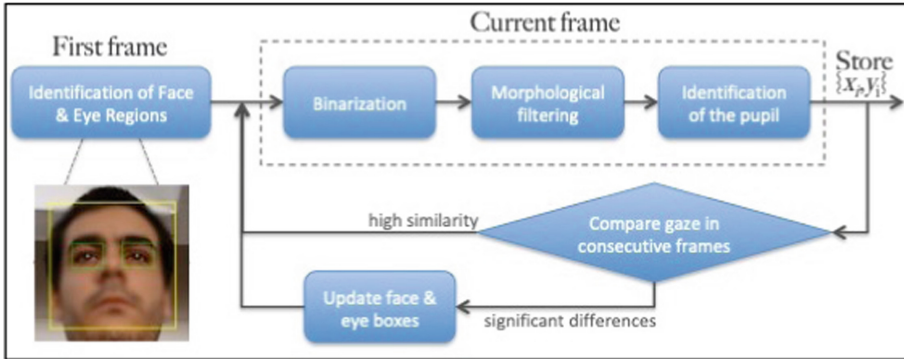 First frame
Current frame
Store
{Xi,yi}
Identification of Face
& Eye Regions
Binarization
Morphological
filtering
Identification
of the pupil
high similarity
Compare gaze in
consecutive frames
Update face &
eye boxes
significant differences